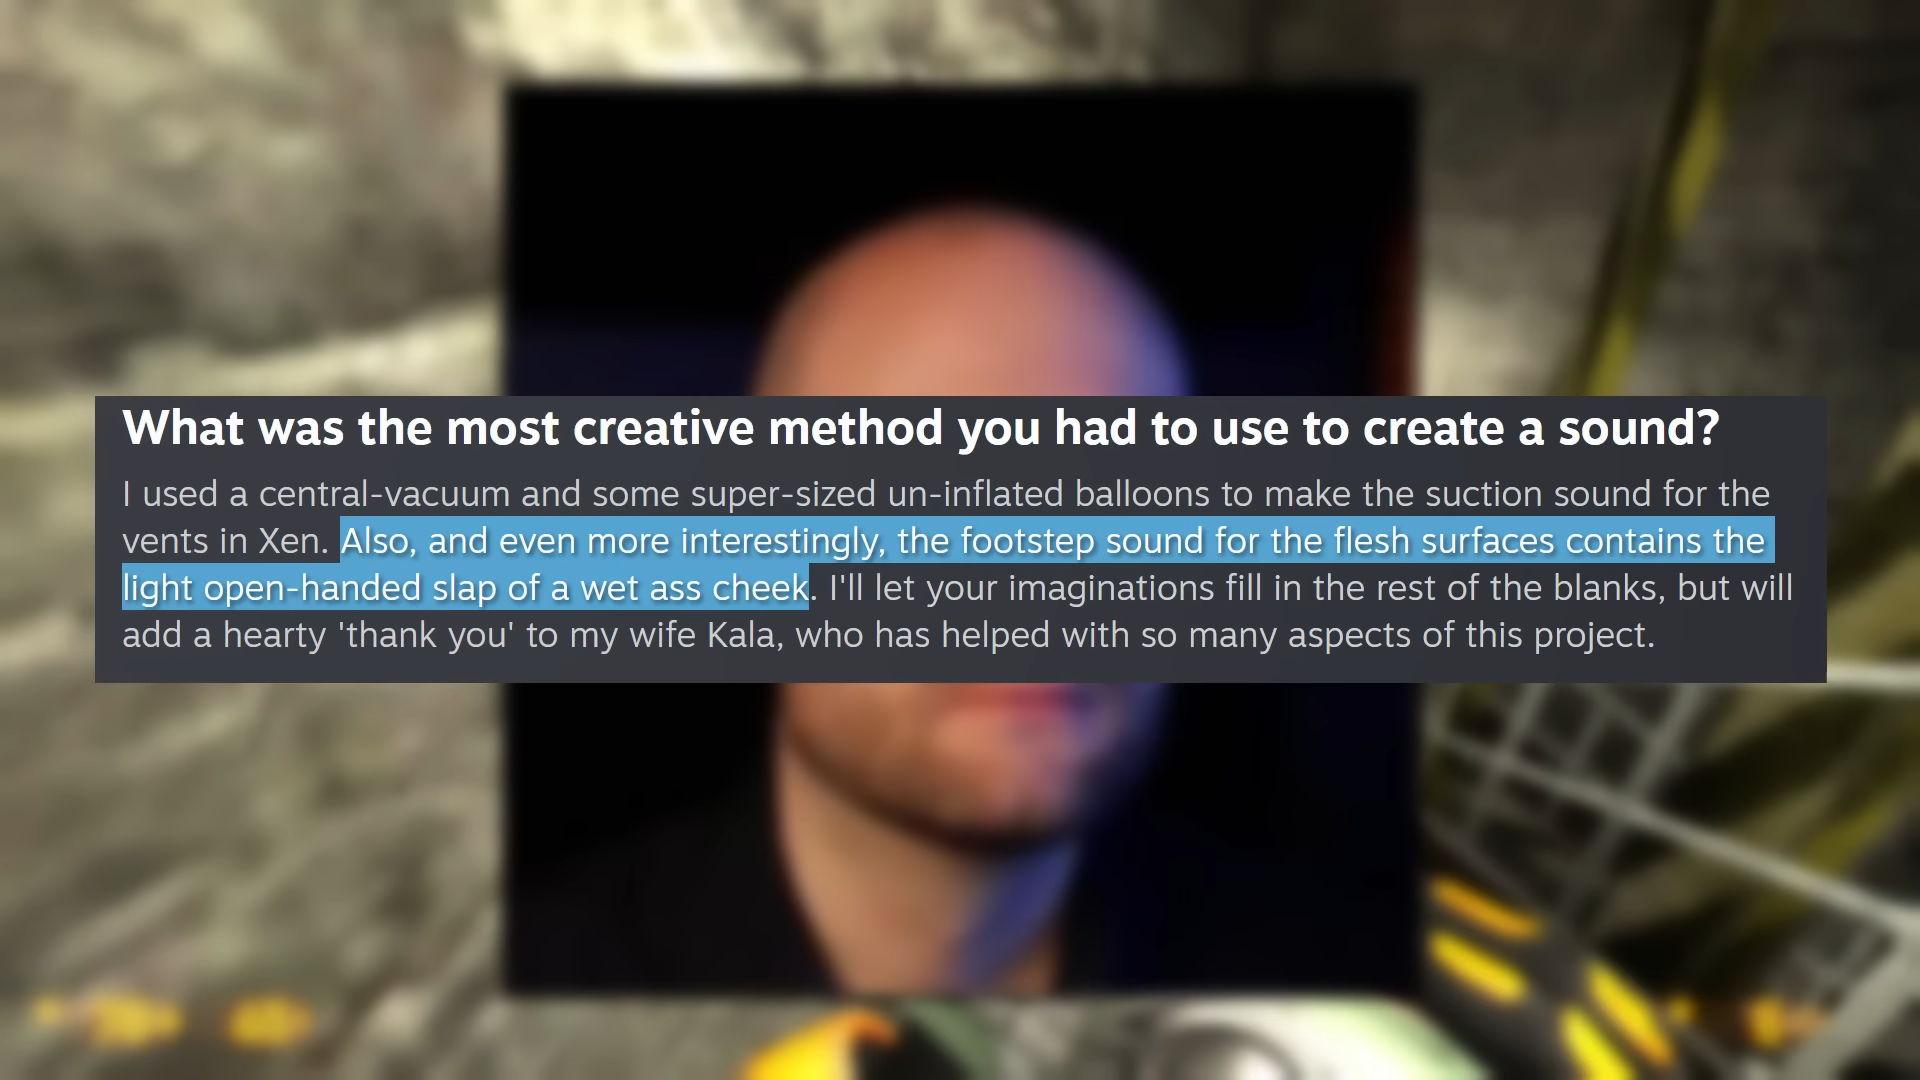 What was the most creative method you had to use to create a sound?
I used a central-vacuum and some super-sized un-inflated balloons to make the suction sound for the
vents in Xen. Also, and even more interestingly, the footstep sound for the flesh surfaces contains the
light open-handed slap of a wet ass cheek. I'll let your imaginations fill in the rest of the blanks, but will
add a hearty 'thank you' to my wife Kala, who has helped with so many aspects of this project.